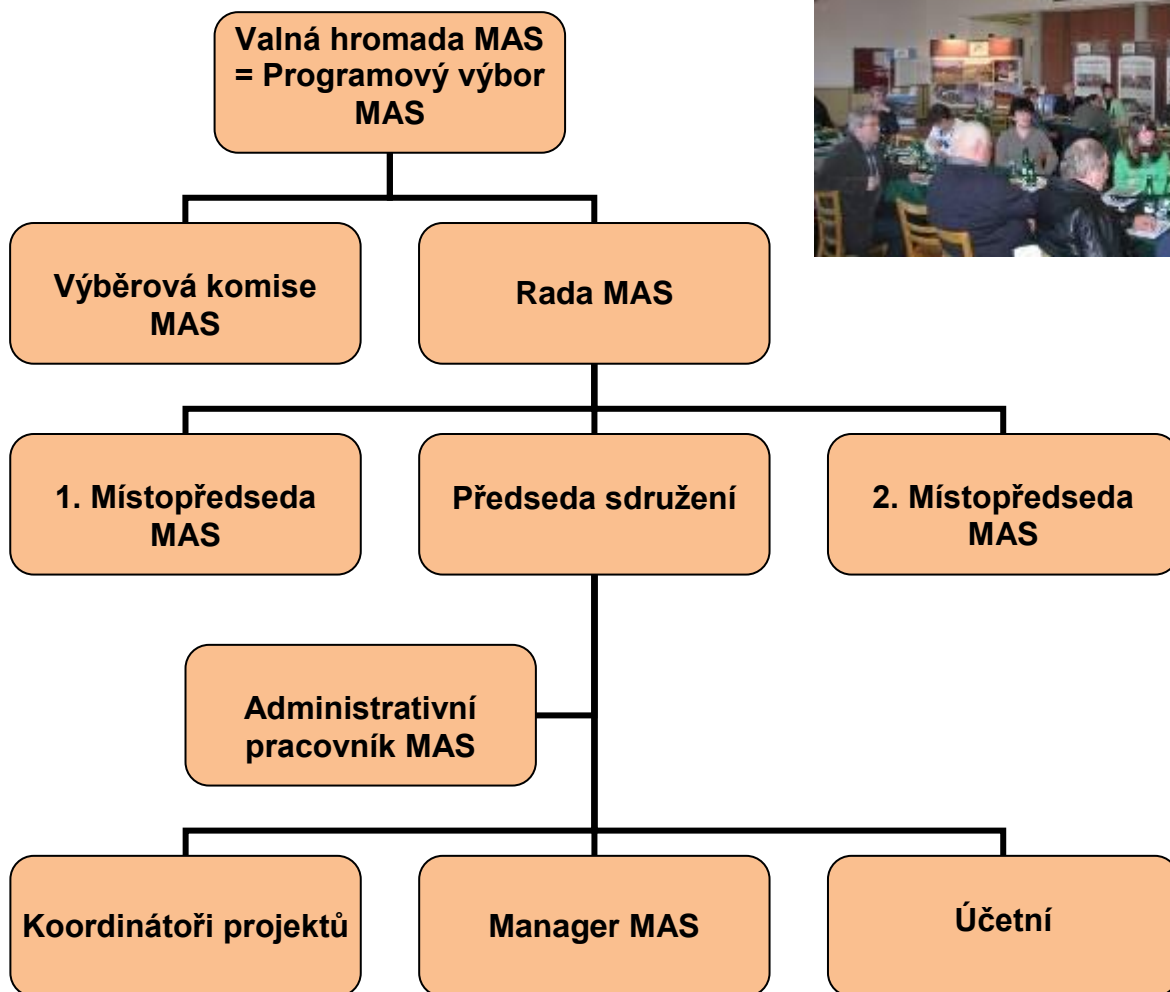 Valná hromada MAS
= Programový výbor
MAS
Výběrová komise
MAS
Rada MAS
1. Místopředseda
MAS
Předseda sdružení
2. Místopředseda
MAS
Administrativní
pracovník MAS
Koordinátoři projektů
Manager MAS
Účetní